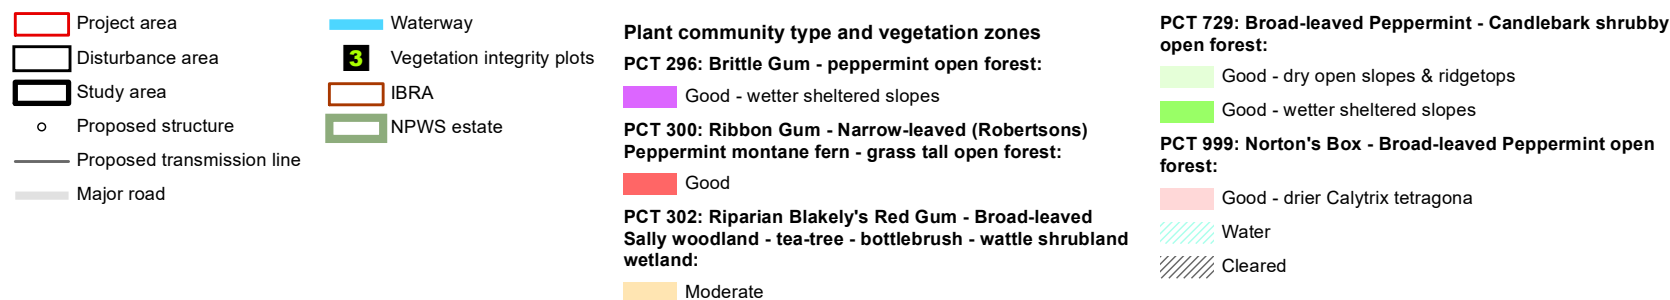 Project area
Disturbance area
Study area
Proposed structure
Proposed transmission line
Major road
Waterway
3 Vegetation integrity plots
IBRA
NPWS estate
Plant community type and vegetation zones
PCT 296: Brittle Gum - peppermint open forest:
Good - wetter sheltered slopes
PCT 300: Ribbon Gum - Narrow-leaved (Robertsons)
Peppermint montane fern - grass tall open forest:
Good
PCT 302: Riparian Blakely's Red Gum - Broad-leaved
Sally woodland - tea-tree - bottlebrush - wattle shrubland
wetland:
Moderate
PCT 729: Broad-leaved Peppermint - Candlebark shrubby
open forest:
Good - dry open slopes & ridgetops
Good - wetter sheltered slopes
PCT 999: Norton's Box - Broad-leaved Peppermint open
forest:
Good - drier Calytrix tetragona
Water
Cleared